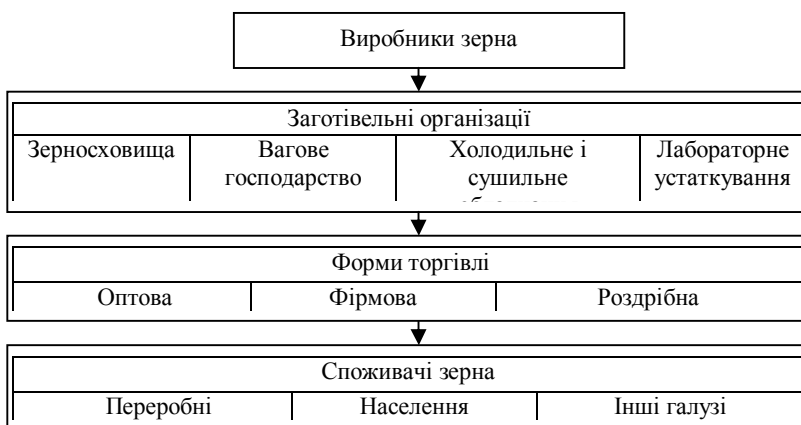 Виробники зерна
Заготівельні організації
Зерносховища
Вагове
господарство
Холодильне і
сушильне
Лабораторне
устаткування
Форми торгівлі
Оптова
Фірмова
Роздрібна
Споживачі зерна
Переробні
Населення
Інші галузі